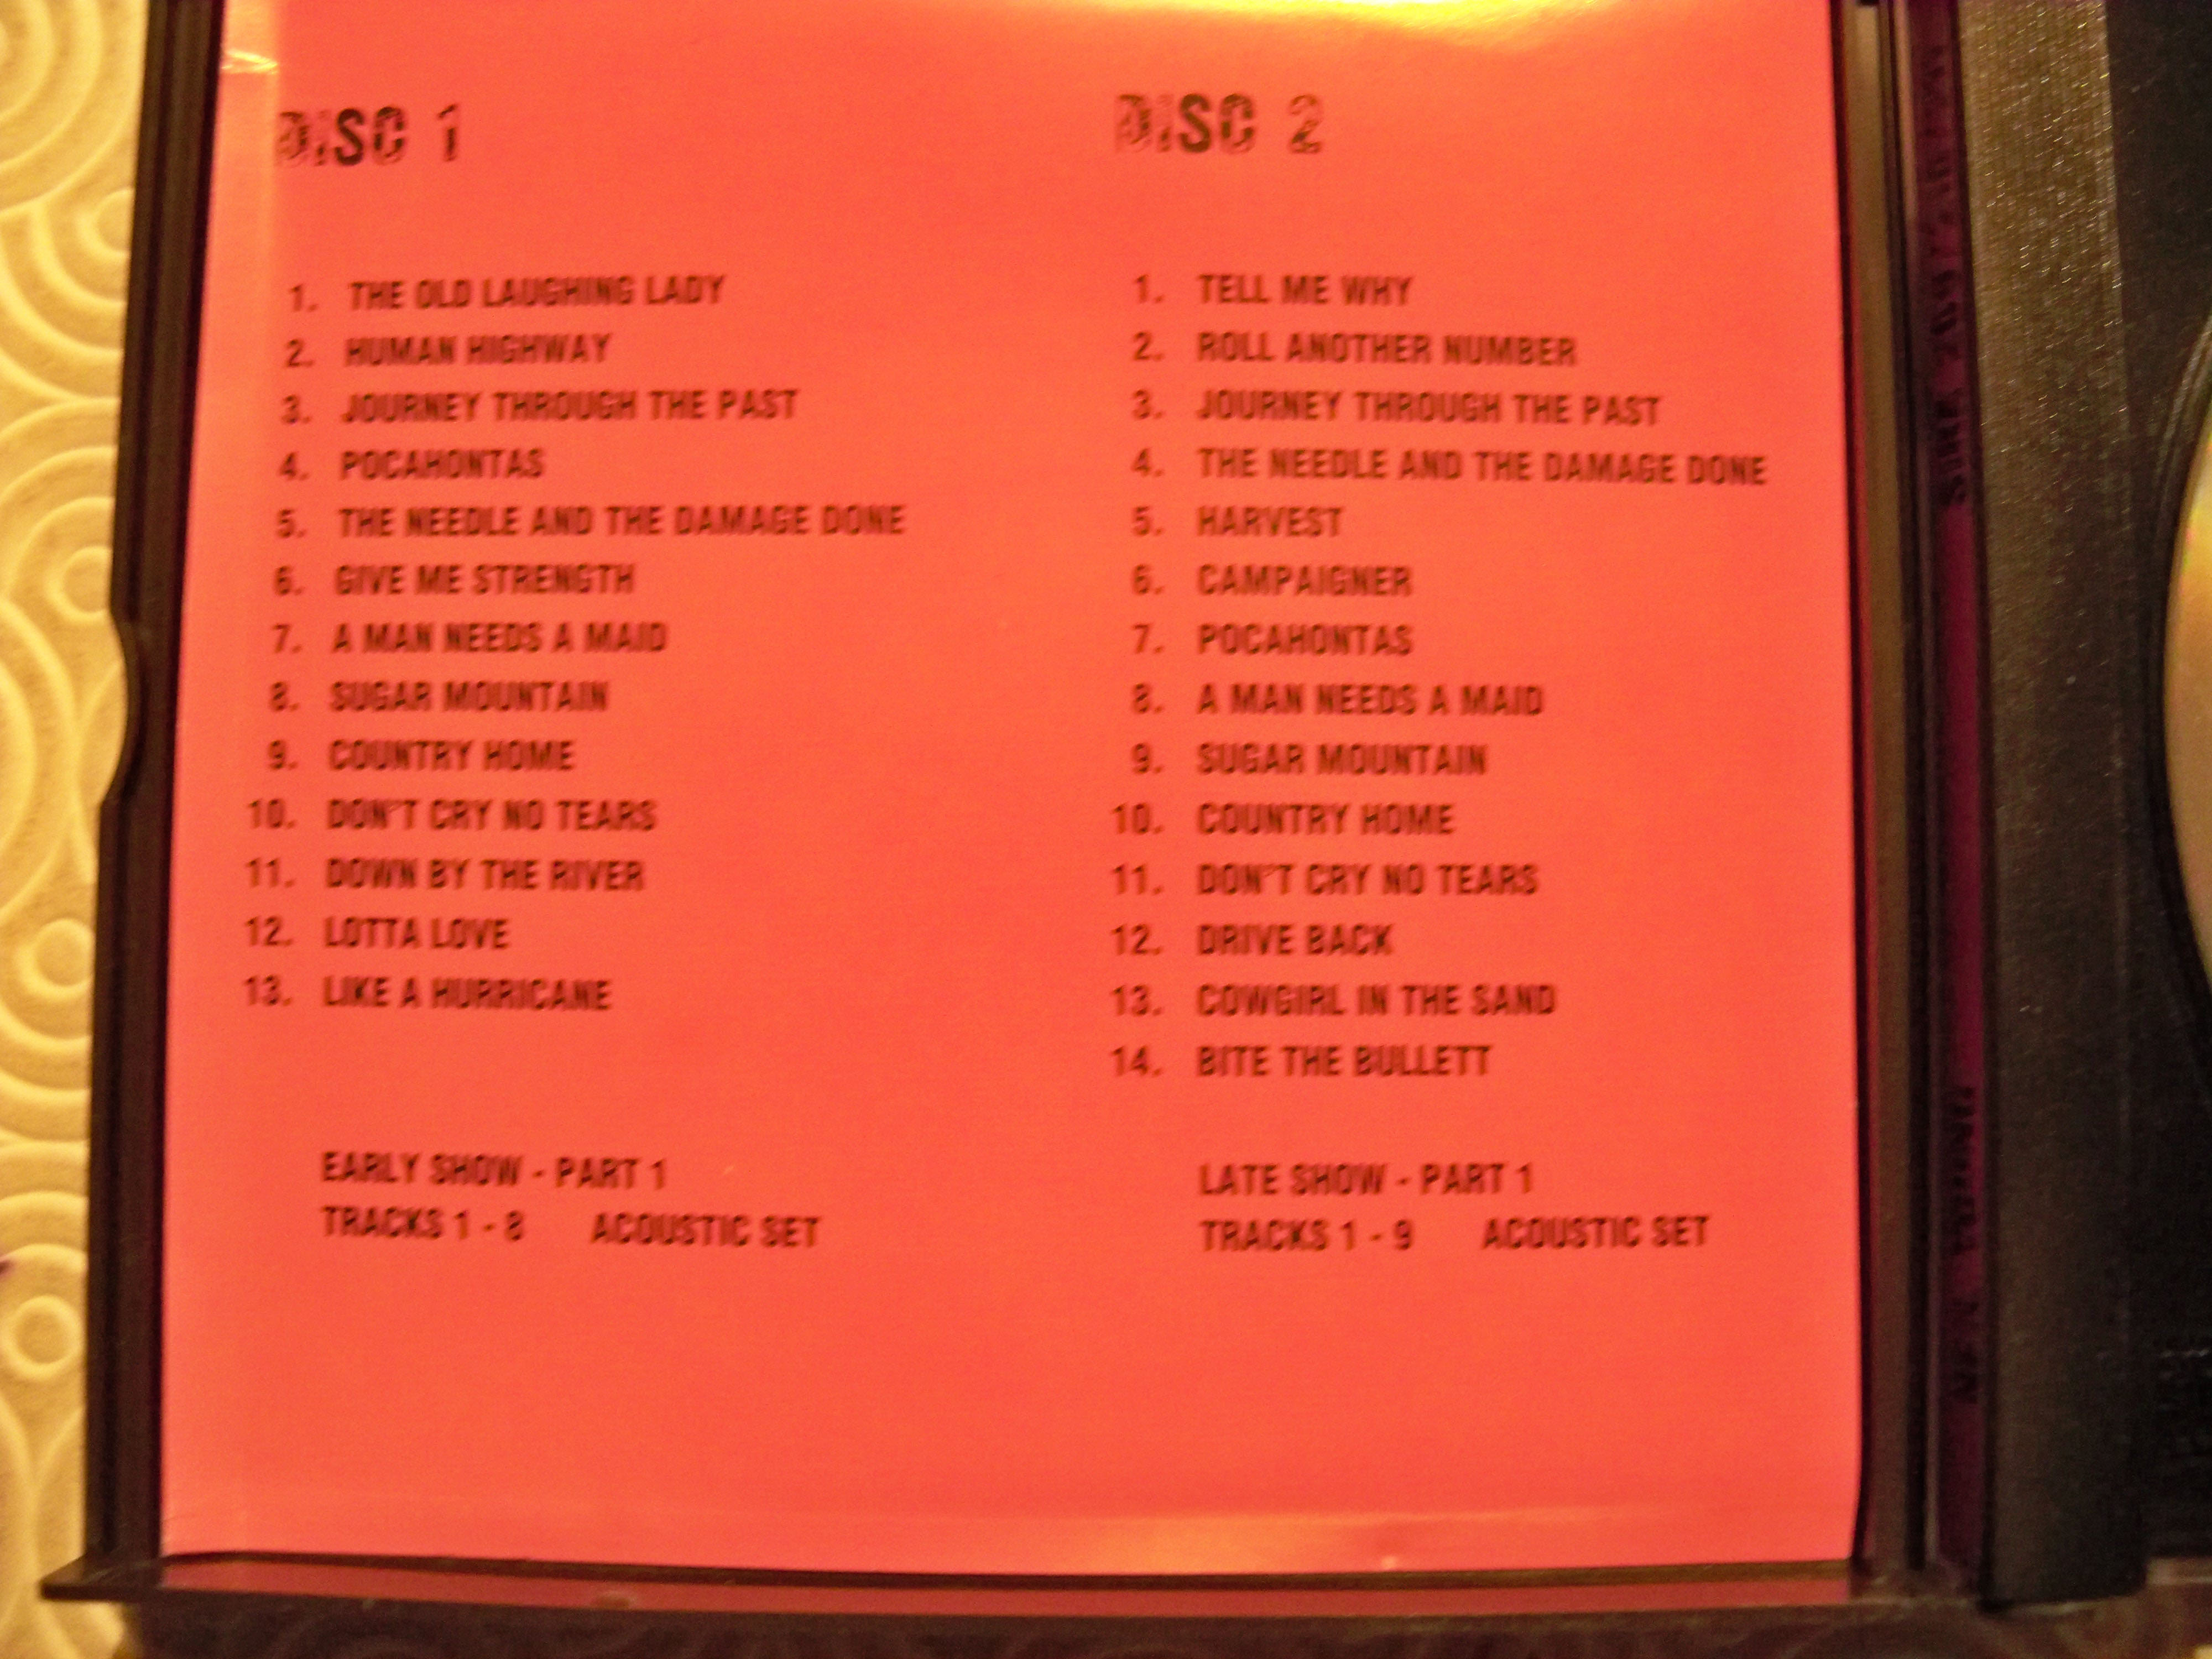 DISC 1
1. THE OLD LAUGHING LADY
2. HUMAN HIGHWAY
3. JOURNEY THROUGH THE PAST
4. POCAHONTAS
5. THE NEEDLE AND THE DAMAGE DONE
6. GIVE ME STRENGTH
7. A MAN NEEDS A MAID
8. SUGAR MOUNTAIN
9. COUNTRY HOME
10. DON'T CRY NO TEARS
11. DOWN BY THE RIVER
12. LOTTA LOVE
13. LIKE A HURRICANE
EARLY SHOW - PART 1
TRACKS 1 - 8 ACOUSTIC SET
DISC 2
1. TELL ME WHY
2. ROLL ANOTHER NUMBER
3. JOURNEY THROUGH THE PAST
4. THE NEEDLE AND THE DAMAGE DONE
5. HARVEST
6. CAMPAIGNER
7. POCAHONTAS
8. A MAN NEEDS A MAID
9. SUGAR MOUNTAIN
10. COUNTRY HOME
11. DON'T CRY NO TEARS
12. DRIVE BACK
13. COWGIRL IN THE SAND
14. BITE THE BULLETT
LATE SHOW - PART 1
TRACKS 1 - 9 ACOUSTIC SET